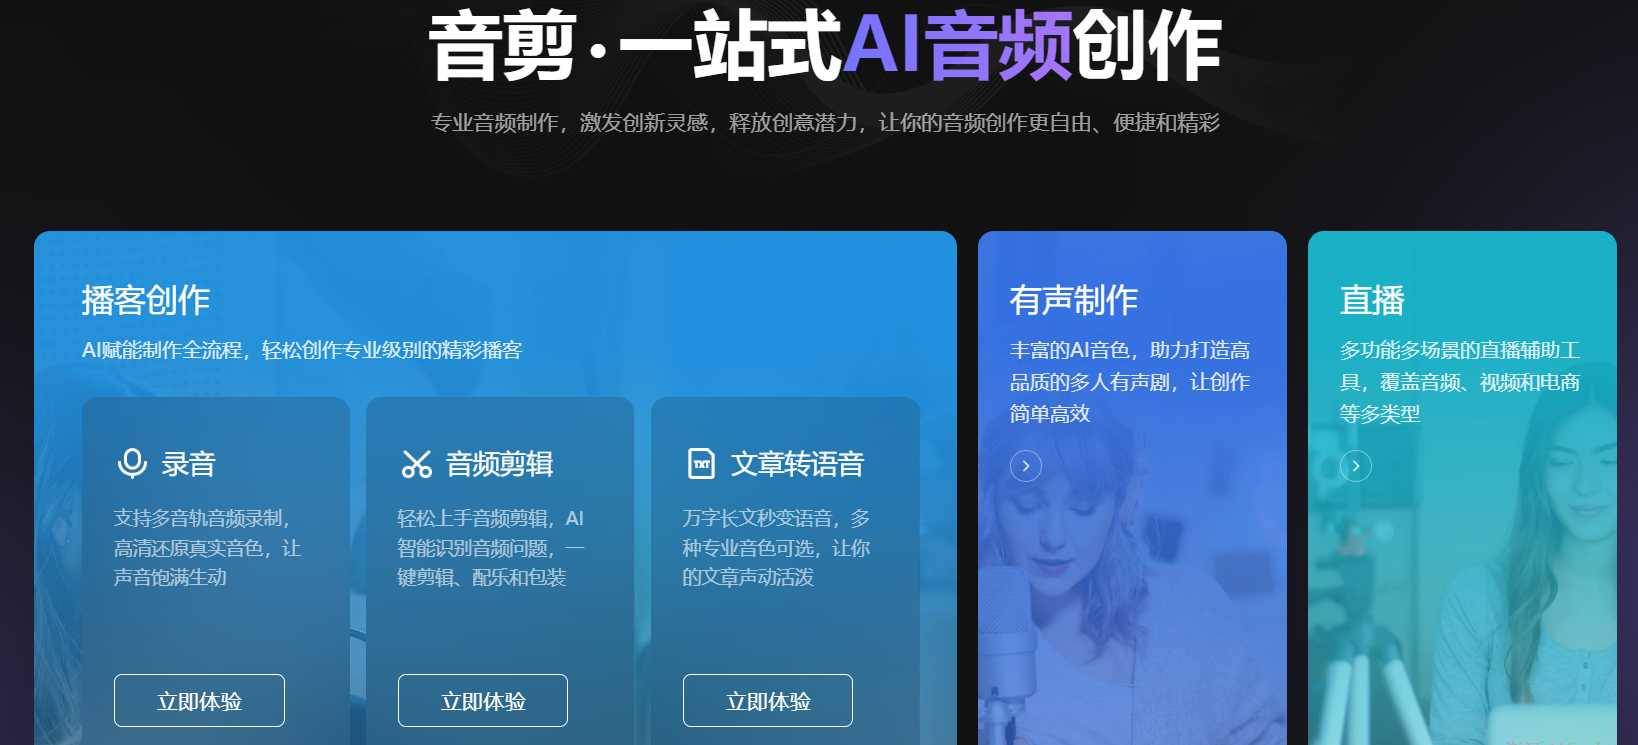 音剪·一站式AI音频创作
专业音频制作，激发创新灵感，释放创意潜力，让你的音频创作更自由、便捷和精彩
播客创作
AI赋能制作全流程，轻松创作专业级别的精彩播客
录音
支持多音轨音频录制，
高清还原真实音色，让
声音饱满生动
立即体验
音频剪辑
轻松上手音频剪辑，AI
智能识别音频问题，一
键剪辑、配乐和包装
立即体验
TXT
文章转语音
万字长文秒变语音，多
种专业音色可选，让你
的文章声动活泼
立即体验
有声制作
丰富的AI音色，助力打造高
品质的多人有声剧，让创作
简单高效
直播
多功能多场景的直播辅助工
具，覆盖音频、视频和电商
等多类型